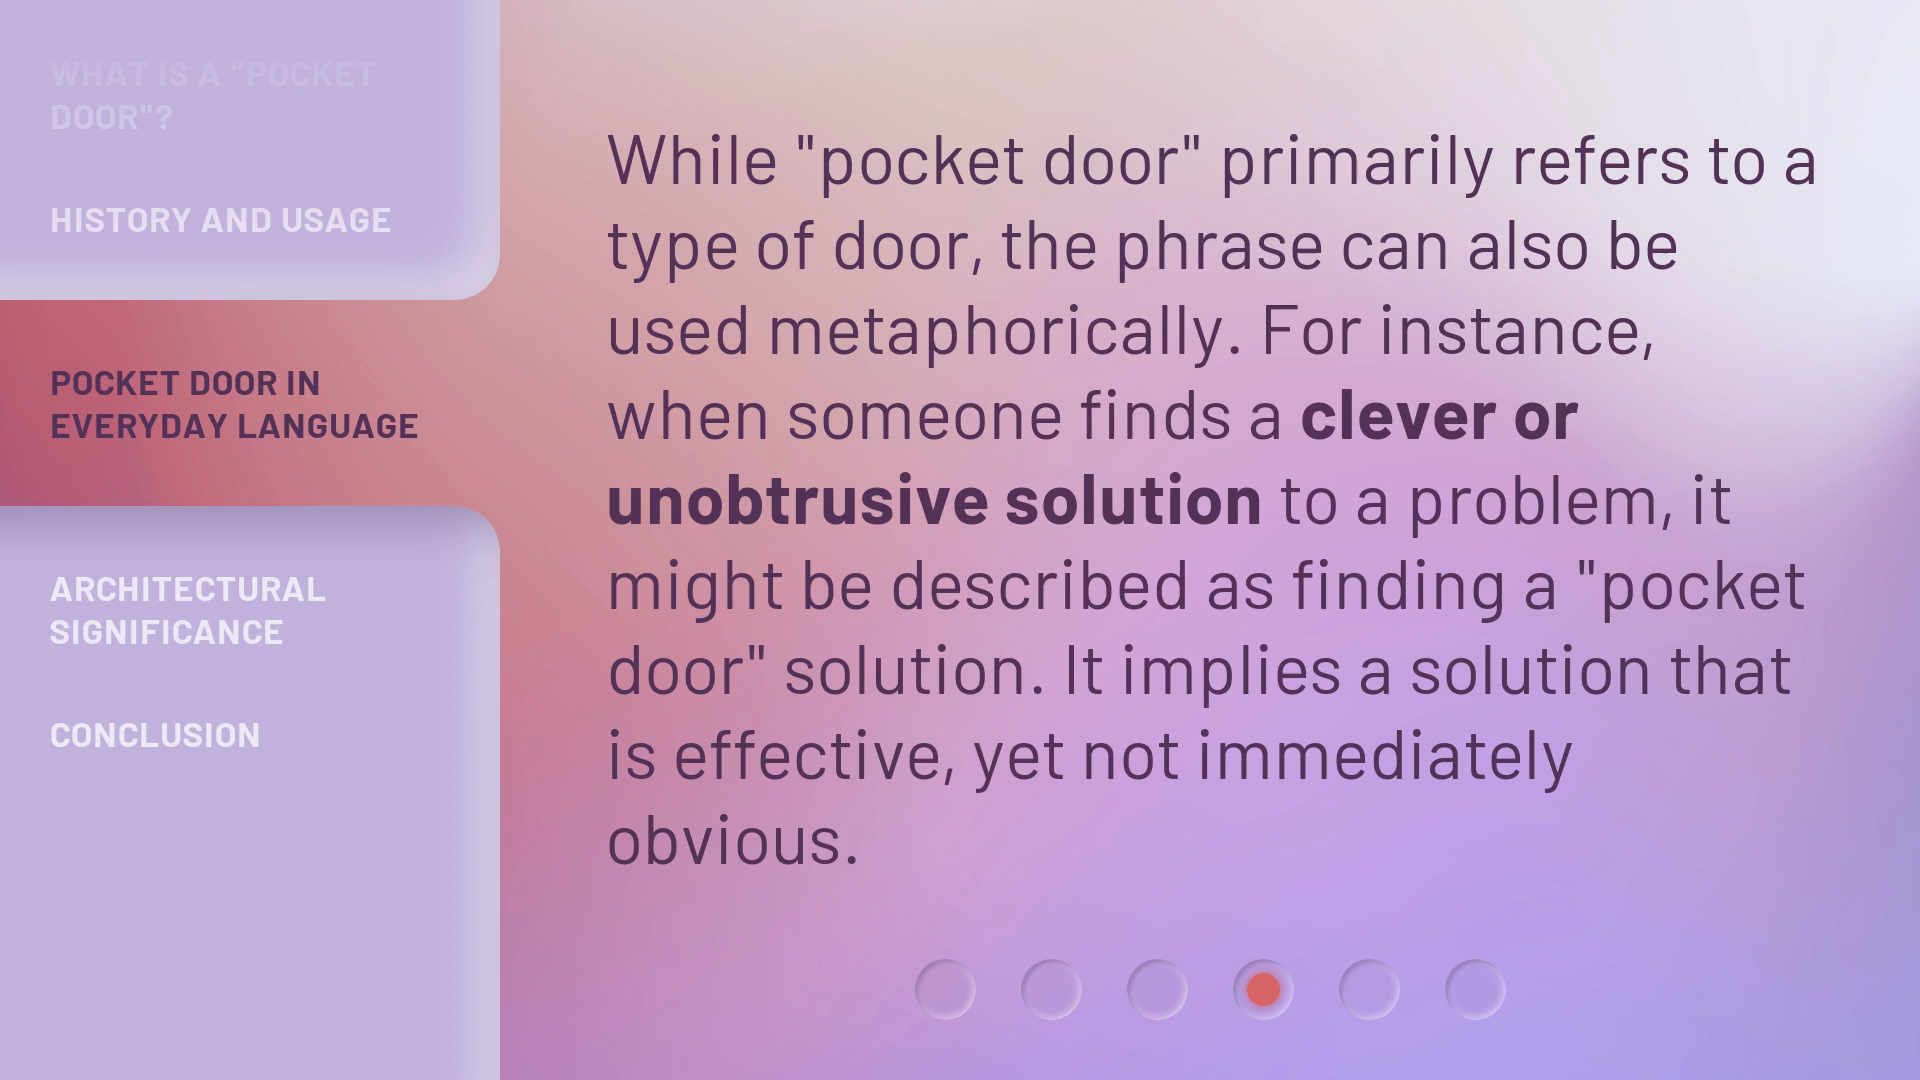 WHAT IS A "POCKET
DOOR"?
HISTORY AND USAGE
POCKET DOOR IN
EVERYDAY LANGUAGE
ARCHITECTURAL
SIGNIFICANCE
CONCLUSION
While "pocket door" primarily refers to a
type of door, the phrase can also be
used metaphorically. For instance,
when someone finds a clever or
unobtrusive solution to a problem, it
might be described as finding a "pocket
door" solution. It implies a solution that
is effective, yet not immediately
obvious.